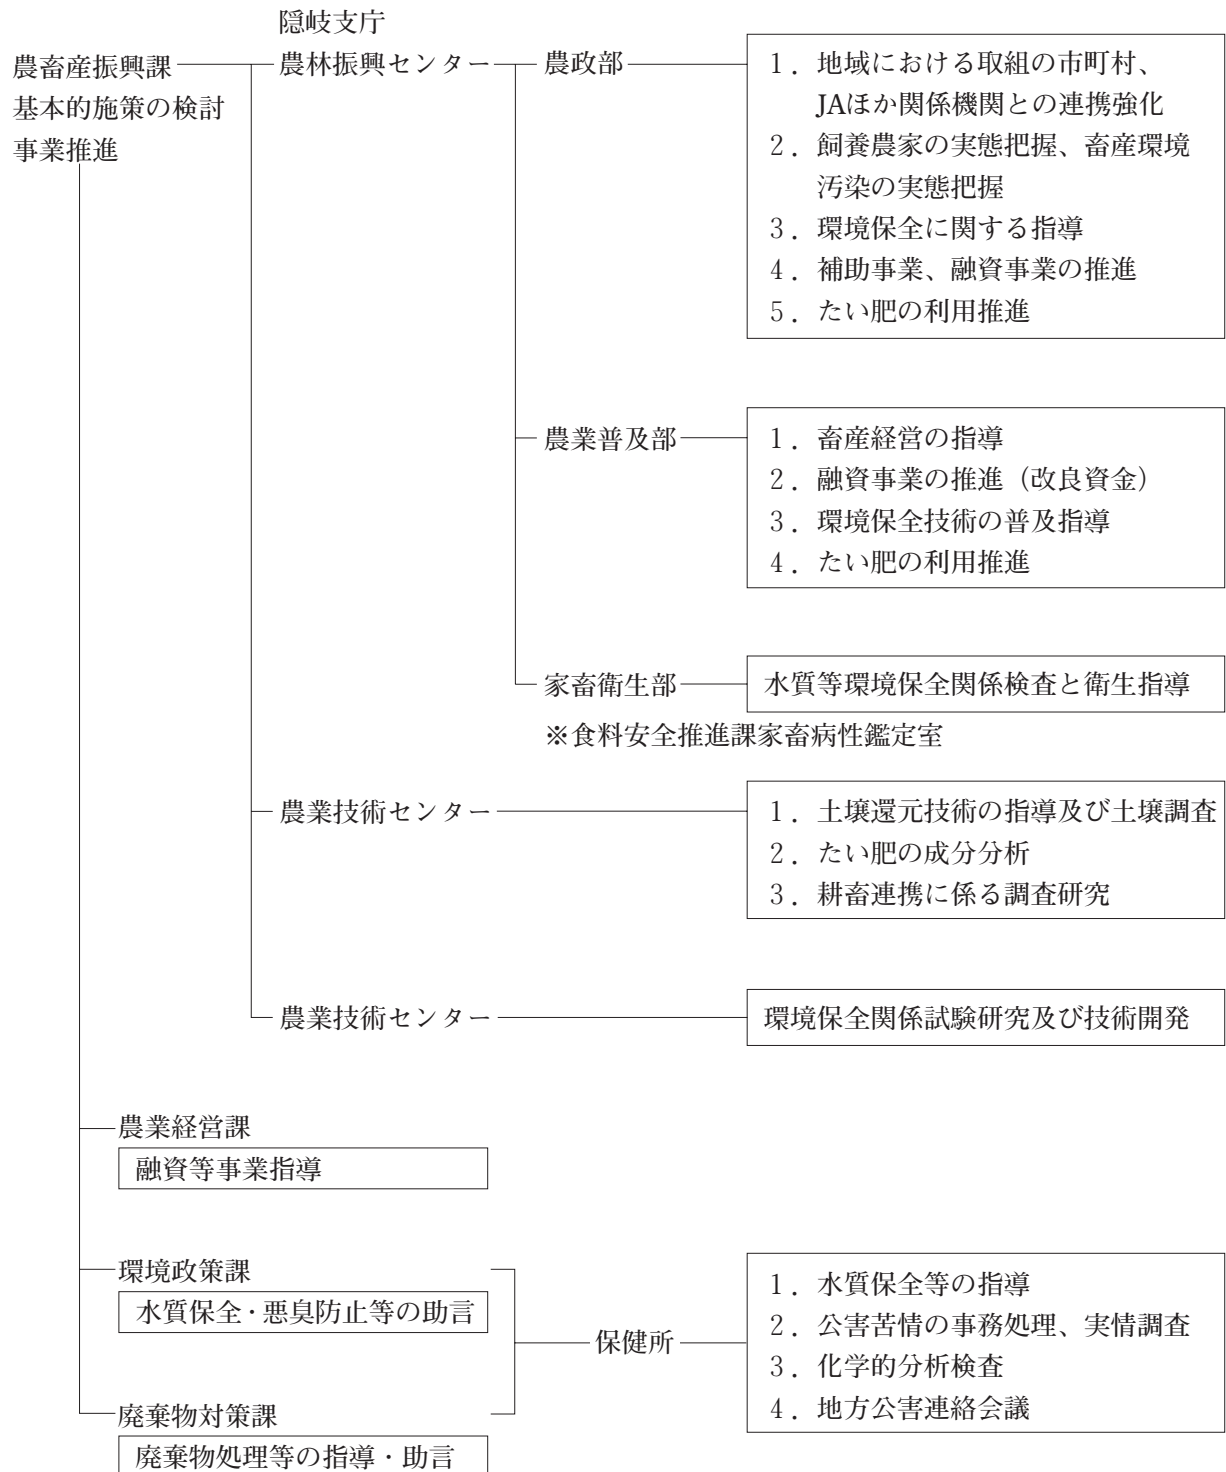 隠岐支庁
農畜産振興課
基本的施策の検討
事業推進
農林振興センター
農政部
1．地域における取組の市町村、
JAほか関係機関との連携強化
2．飼養農家の実態把握、畜産環境
汚染の実態把握
3．環境保全に関する指導
4．補助事業、融資事業の推進
5．たい肥の利用推進
農業普及部
1．畜産経営の指導
2．融資事業の推進（改良資金）
3．環境保全技術の普及指導
4．たい肥の利用推進
家畜衛生部
水質等環境保全関係検査と衛生指導
※食料安全推進課家畜病性鑑定室
農業技術センター
1．土壌還元技術の指導及び土壌調査
2．たい肥の成分分析
3．耕畜連携に係る調査研究
農業技術センター
環境保全関係試験研究及び技術開発
農業経営課
融資等事業指導
環境政策課
水質保全・悪臭防止等の助言
廃棄物対策課
廃棄物処理等の指導・助言
保健所
1．水質保全等の指導
2．公害苦情の事務処理、実情調査
3．化学的分析検査
4．地方公害連絡会議